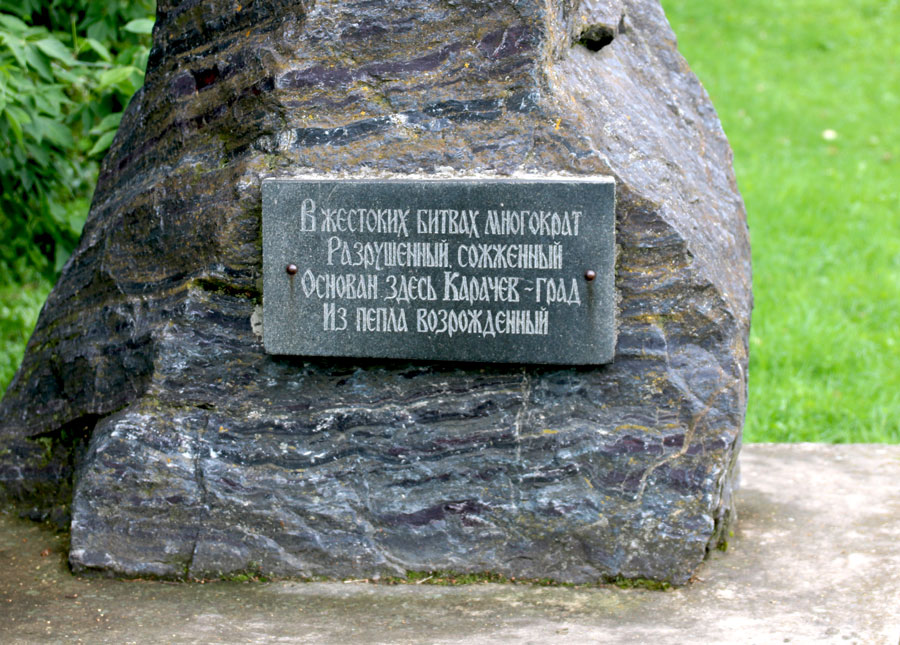 В жестоких битвах многократ
Разрушенный, сожженный
Основан здесь Карачев-град
Из пепла возрожденный